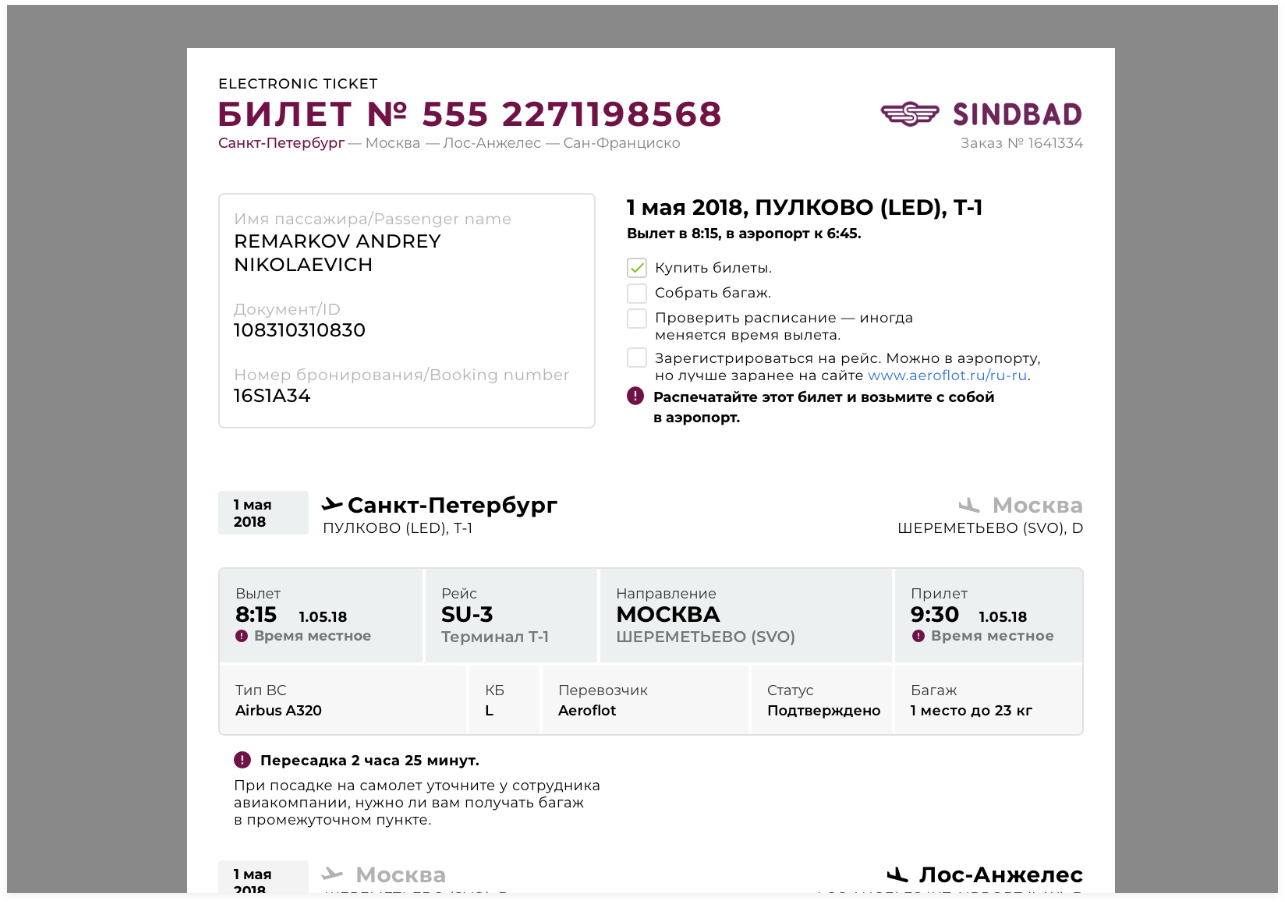 ELECTRONIC TICKET
БИЛЕТ № 555 2271198568
Санкт-Петербург — Москва — Лос-Анжелес — Сан-Франциско
SINDBAD
Заказ № 1641334
Имя пассажира/Passenger name
REMARKOV ANDREY
NIKOLAEVICH
Документ/ID
108310310830
Номер бронирования/Booking number
16S1A34
1 мая 2018, ПУЛКОВО (LED), Т-1
Вылет в 8:15, в аэропорт к 6:45.
Купить билеты.
Собрать багаж.
Проверить расписание — иногда
меняется время вылета.
Зарегистрироваться на рейс. Можно в аэропорту,
но лучше заранее на сайте www.aeroflot.ru/ru-ru.
Распечатайте этот билет и возьмите с собой
в аэропорт.
1 мая
2018
Санкт-Петербург
ПУЛКОВО (LED), Т-1
Москва
ШЕРЕМЕТЬЕВО (SVO), D
Вылет
8:15 1.05.18
Время местное
Рейс
SU-3
Терминал Т-1
Направление
МОСКВА
ШЕРЕМЕТЬЕВО (SVO)
Прилет
9:30 1.05.18
Время местное
Тип ВС
Airbus A320
КБ
L
Перевозчик
Aeroflot
Статус
Подтверждено
Багаж
1 место до 23 кг
Пересадка 2 часа 25 минут.
При посадке на самолет уточните у сотрудника
авиакомпании, нужно ли вам получать багаж
в промежуточном пункте.
1 мая
2018
Москва
Лос-Анжелес